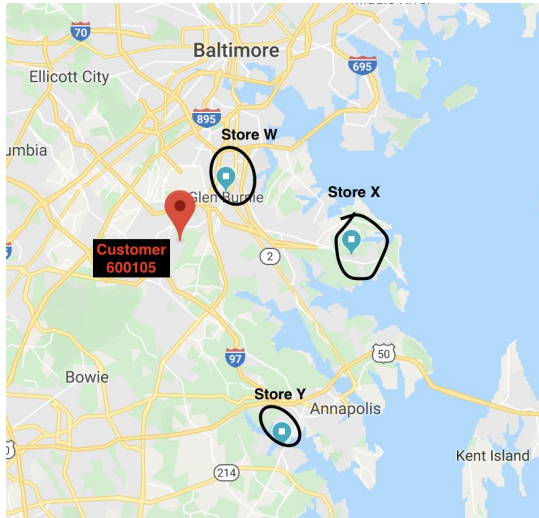 70
Baltimore
Ellicott City
695
895
Store W
umbia
Glen Burnie
Store X
Customer
600105
2
97
50
Bowie
Store Y
Annapolis
214
Kent Island